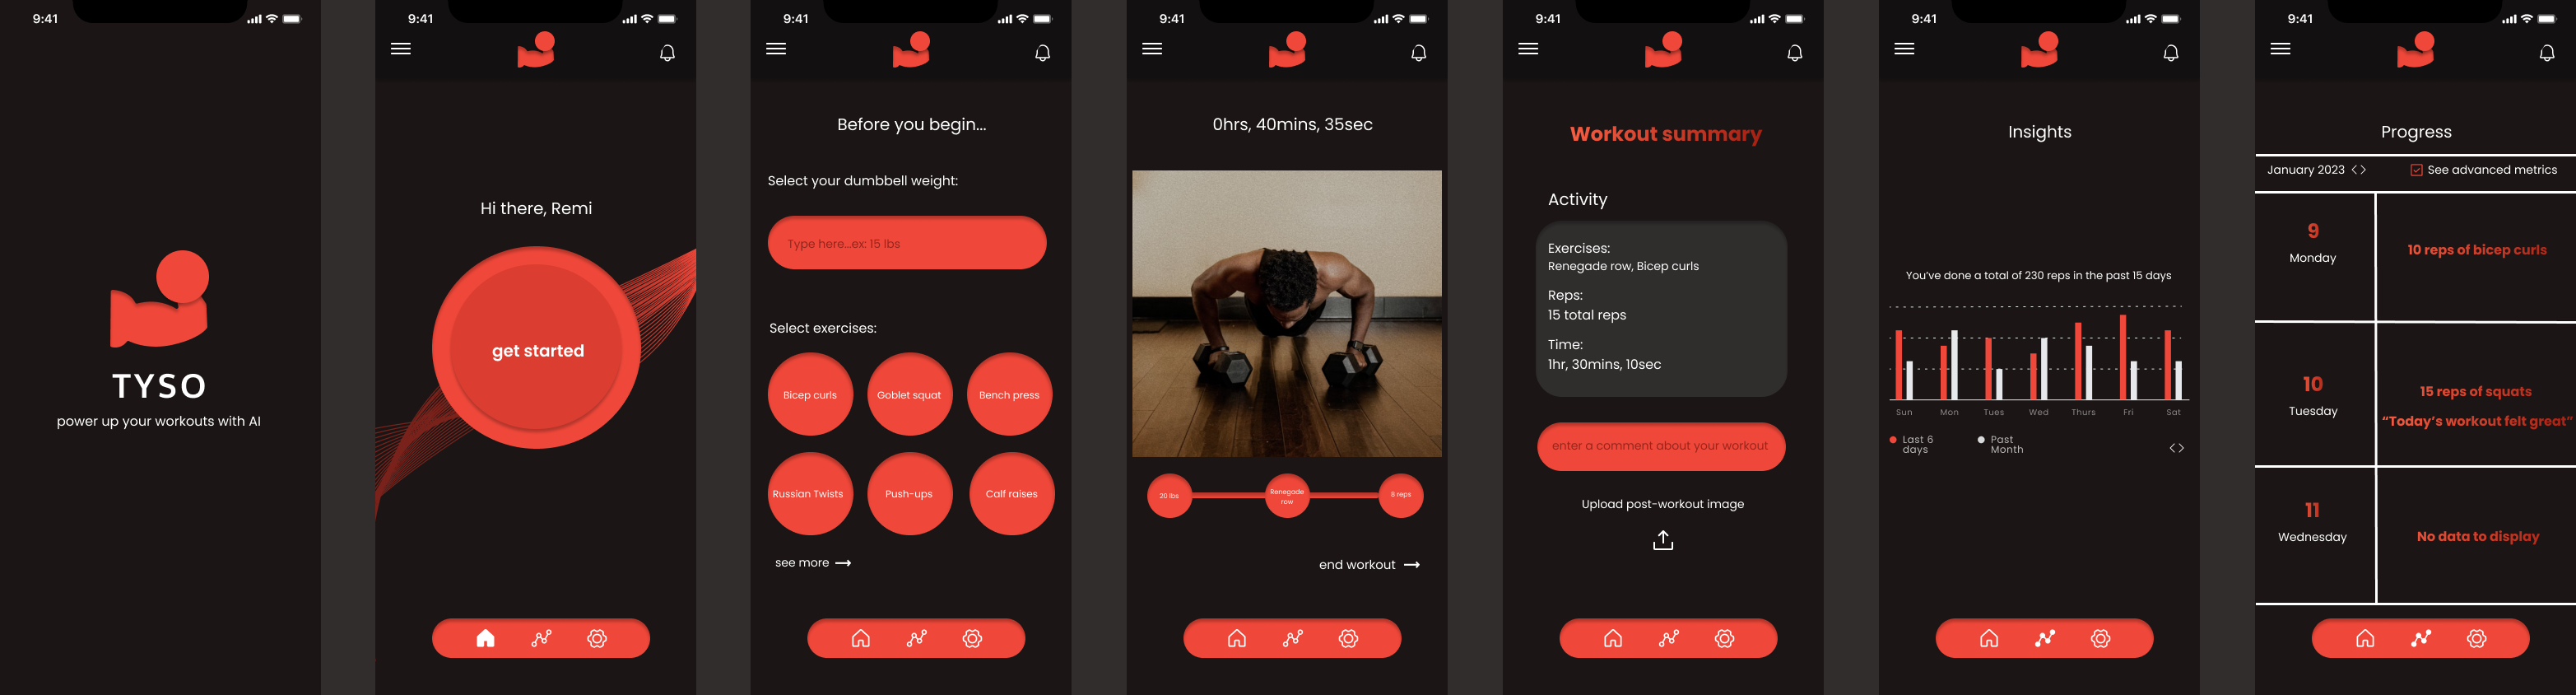 9:41
TYSO
power up your workouts with AI
9:41
Hi there, Remi
get started
9:41
Before you begin...
Select your dumbbell weight:
Type here...ex: 15 lbs
Select exercises:
Bicep curls
Goblet squat
Bench press
Russian Twists
Push-ups
Calf raises
see more
9:41
0hrs, 40mins, 35sec
20 lbs
Renegade
row
8 reps
end workout
9:41
Workout summary
Activity
Exercises:
Renegade row, Bicep curls
Reps:
15 total reps
Time:
1hr, 30mins, 10sec
enter a comment about your workout
Upload post-workout image
9:41
Insights
You've done a total of 230 reps in the past 15 days
Sun Mon Tues Wed Thurs Fri Sat
Last 6
days
Past
Month
9:41
Progress
January 2023
See advanced metrics
9
Monday
10 reps of bicep curls
10
Tuesday
15 reps of squats
“Today’s workout felt great”
11
Wednesday
No data to display